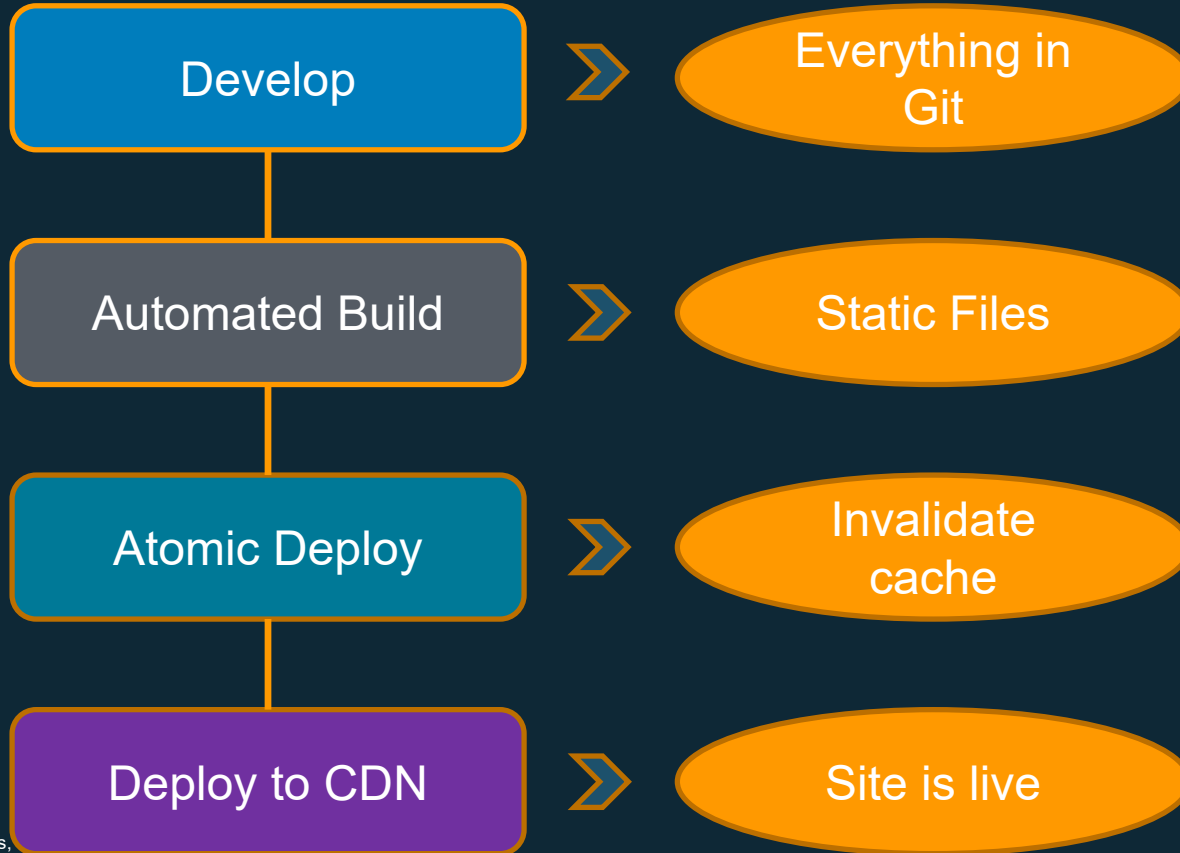 Develop
Everything in
Git
Automated Build
Static Files
Atomic Deploy
Invalidate
cache
Deploy to CDN
Site is live
s,